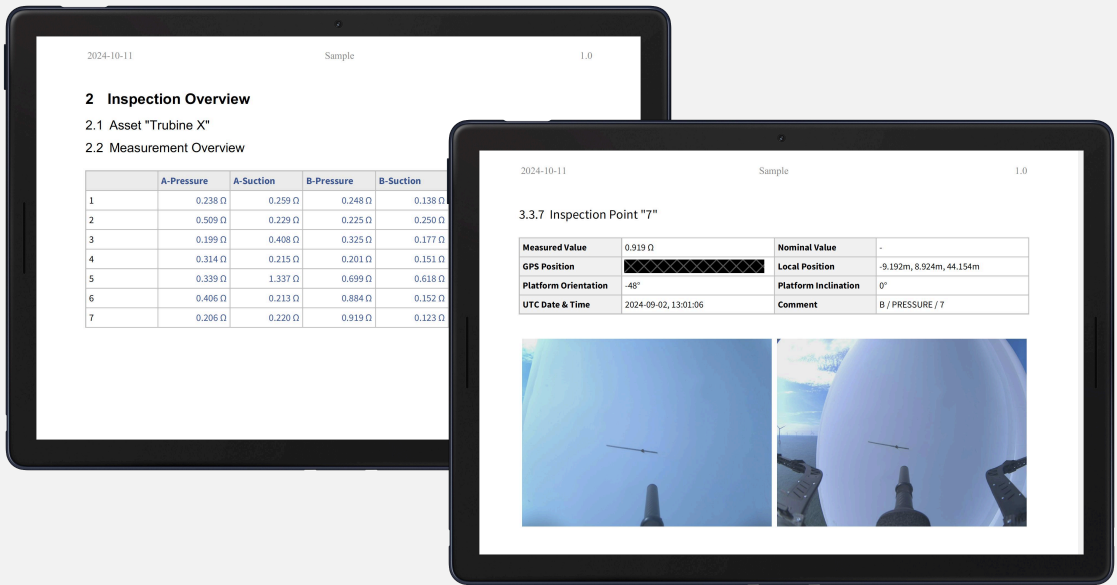 2024-10-11 Sample 1.0
2 Inspection Overview
2.1 Asset "Trubine X"
2.2 Measurement Overview
A-Pressure A-Suction B-Pressure B-Suction
1 0.238 Ω 0.259 Ω 0.248 Ω 0.138 Ω
2 0.509 Ω 0.229 Ω 0.225 Ω 0.250 Ω
3 0.199 Ω 0.408 Ω 0.325 Ω 0.177 Ω
4 0.314 Ω 0.215 Ω 0.201 Ω 0.151 Ω
5 0.339 Ω 1.337 Ω 0.699 Ω 0.618 Ω
6 0.406 Ω 0.213 Ω 0.884 Ω 0.152 Ω
7 0.206 Ω 0.220 Ω 0.919 Ω 0.123 Ω
2024-10-11 Sample 1.0
3.3.7 Inspection Point "7"
Measured Value 0.919 Ω Nominal Value -
GPS Position Local Position -9.192m, 8.924m, 44.154m
Platform Orientation -48° Platform Inclination 0°
UTC Date & Time 2024-09-02, 13:01:06 Comment B / PRESSURE / 7